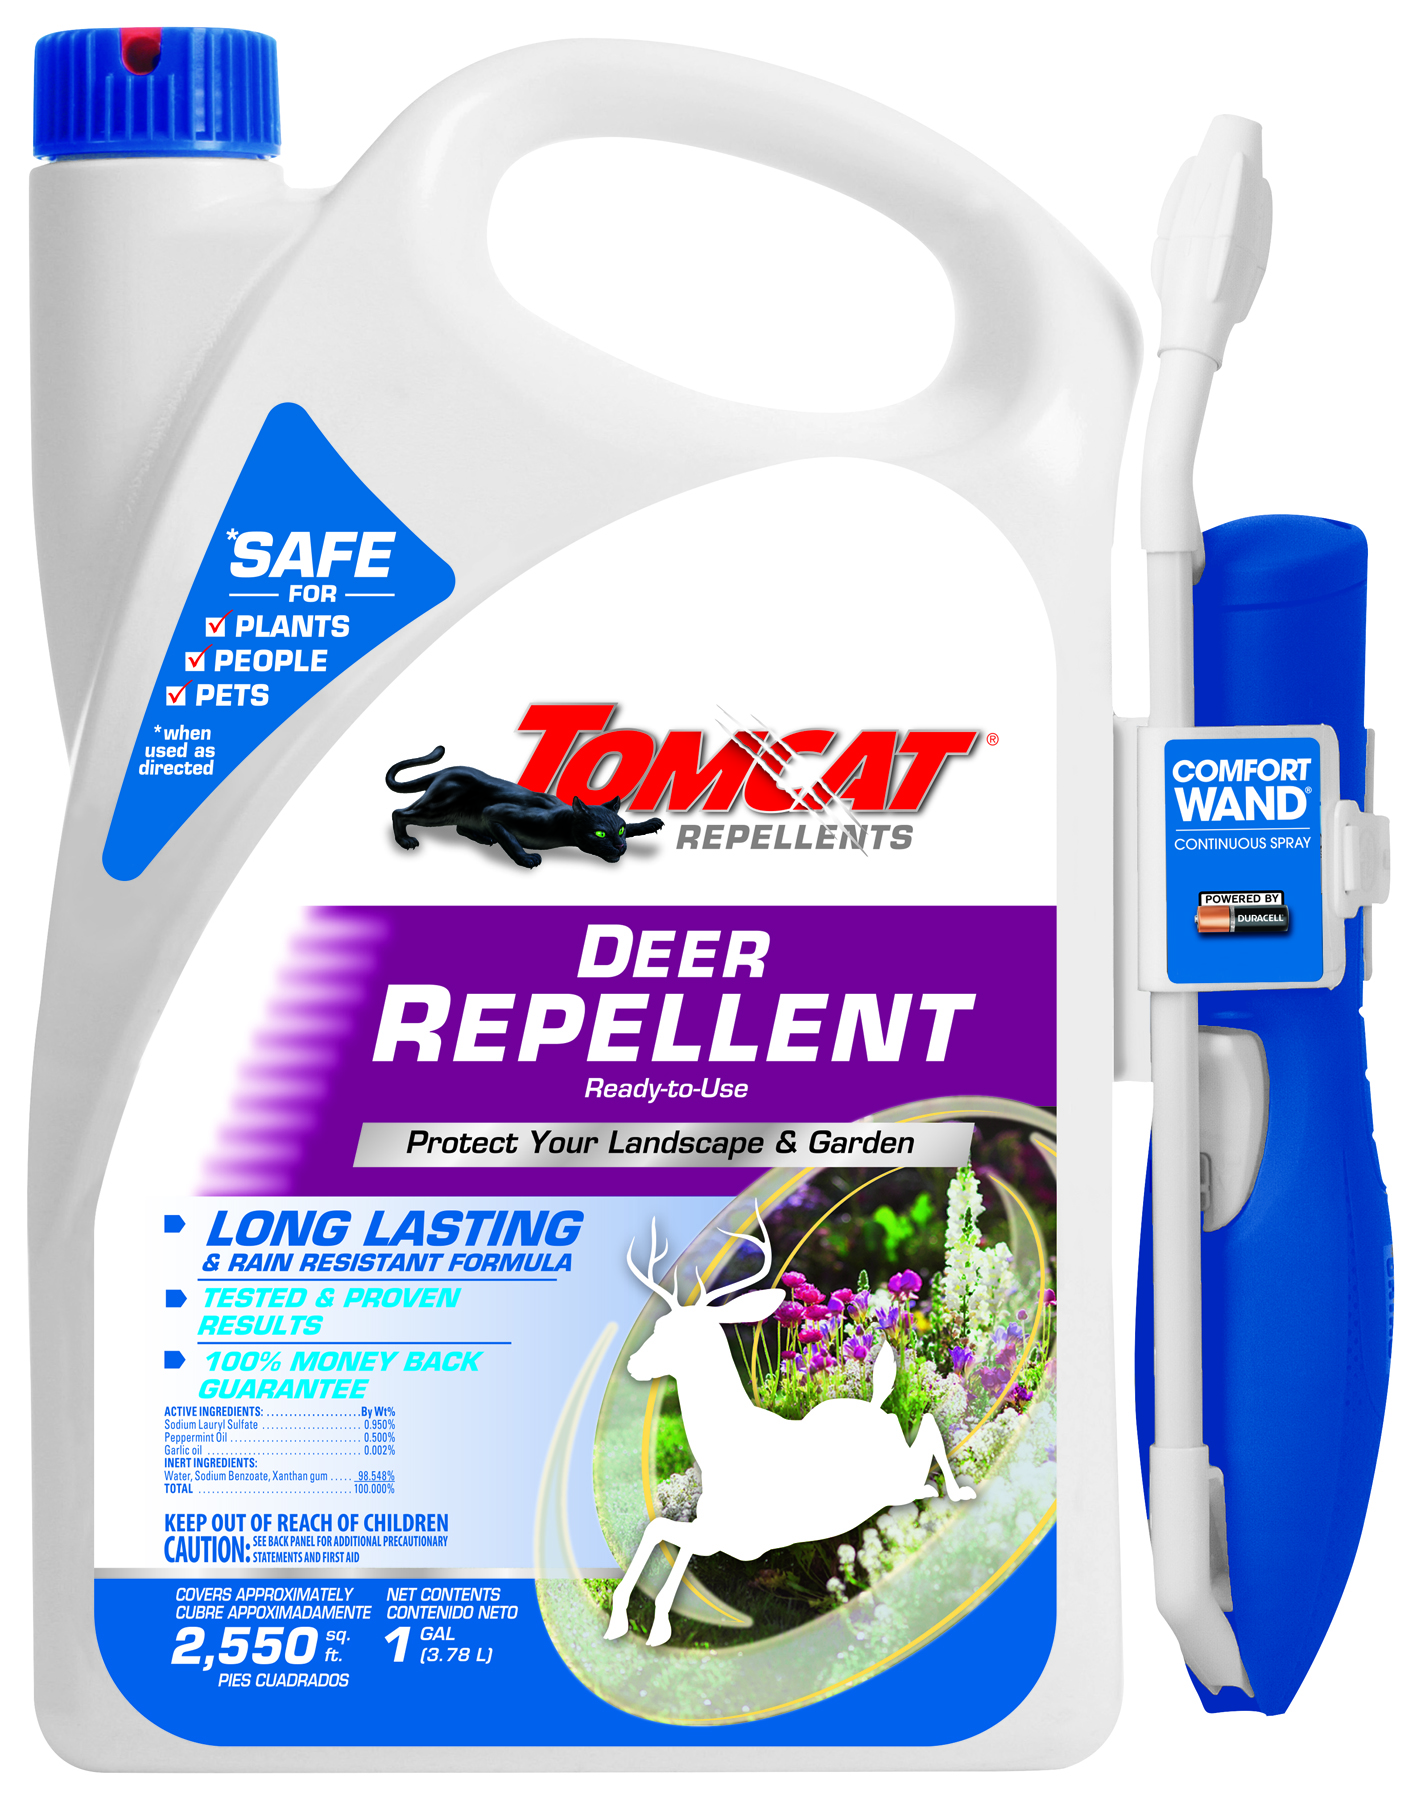 *SAFE
FOR
PLANTS
PEOPLE
PETS
*when
used as
directed
TOMCAT®
REPELLENTS
DEER
REPELLENT
Ready-to-Use
Protect Your Landscape & Garden
LONG LASTING
& RAIN RESISTANT FORMULA
TESTED & PROVEN
RESULTS
100% MONEY BACK
GUARANTEE
ACTIVE INGREDIENTS: .....................By Wt%
Sodium Lauryl Sulfate ...................... 0.950%
Peppermint Oil ............................. 0.500%
Garlic oil .................................. 0.002%
INERT INGREDIENTS:
Water, Sodium Benzoate, Xanthan gum ..... 98.548%
TOTAL .................................. 100.000%
KEEP OUT OF REACH OF CHILDREN
CAUTION: SEE BACK PANEL FOR ADDITIONAL PRECAUTIONARY
STATEMENTS AND FIRST AID
COVERS APPROXIMATELY
CUBRE APPOXIMADAMENTE
2,550 sq. ft.
PIES CUADRADOS
NET CONTENTS
CONTENIDO NETO
1 GAL
(3.78 L)
COMFORT
WAND®
CONTINUOUS SPRAY
POWERED BY
DURACELL